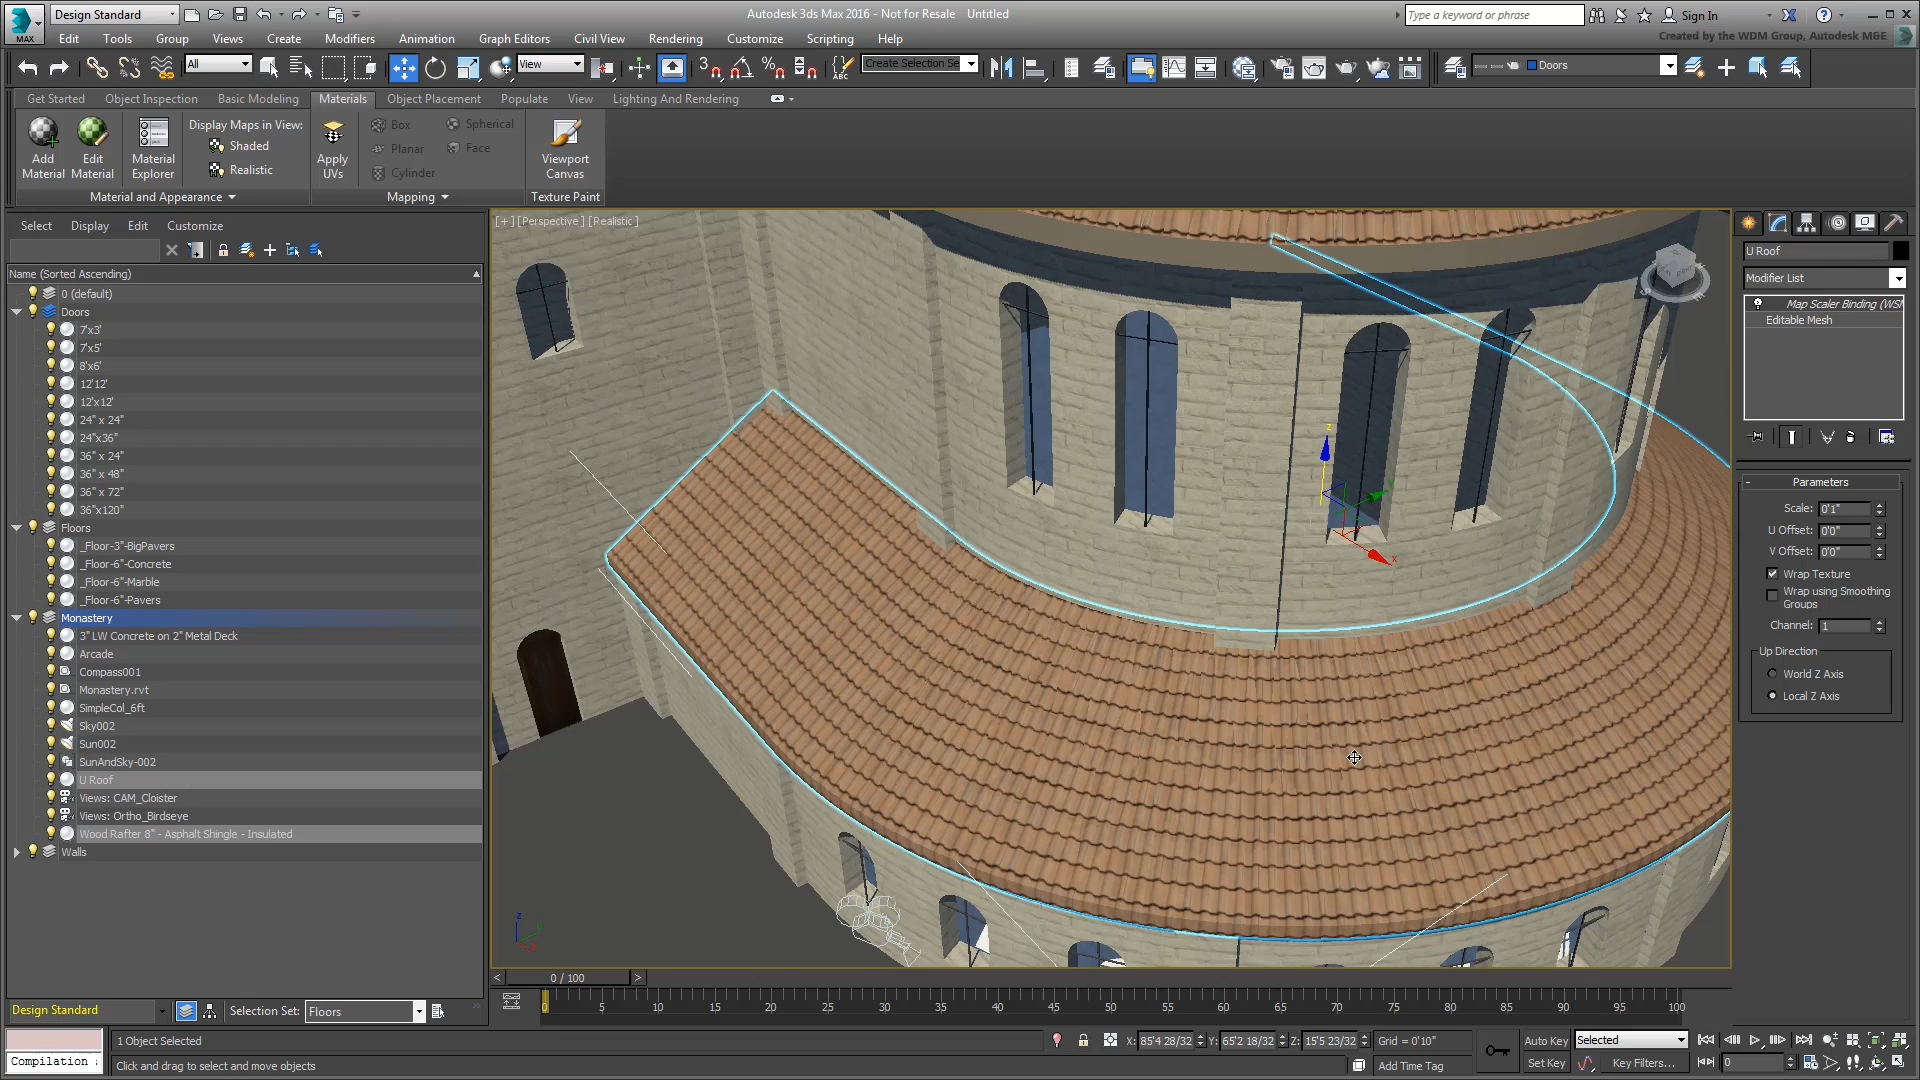 MAX
Design Standard
Autodesk 3ds Max 2016 - Not for Resale   Untitled
Type a keyword or phrase
Sign In
Edit Tools Group Views Create Modifiers Animation Graph Editors Civil View Rendering Customize Scripting Help
Created by the WDM Group, Autodesk M&E
All
View
3
Create Selection Se
Doors
Get Started Object Inspection Basic Modeling Materials Object Placement Populate View Lighting And Rendering
Add Material
Edit Material
Material Explorer
Display Maps in View:
Shaded
Realistic
Apply UVs
Box
Planar
Cylinder
Spherical
Face
Viewport Canvas
Material and Appearance
Mapping
Texture Paint
Select Display Edit Customize
Name (Sorted Ascending)
0 (default)
Doors
7'x3'
7'x5'
8'x6'
12'12'
12'x12'
24" x 24"
24"x36"
36" x 24"
36" x 48"
36" x 72"
36"x120"
Floors
_Floor-3"-BigPavers
_Floor-6"-Concrete
_Floor-6"-Marble
_Floor-6"-Pavers
Monastery
3" LW Concrete on 2" Metal Deck
Arcade
Compass001
Monastery.rvt
SimpleCol_6ft
Sky002
Sun002
SunAndSky-002
U Roof
Views: CAM_Cloister
Views: Ortho_Birdseye
Wood Rafter 8" - Asphalt Shingle - Insulated
Walls
Design Standard
Selection Set:
Floors
[+] [Perspective ] [Realistic ]
z
x
z
U Roof
Modifier List
Map Scaler Binding (WSM
Editable Mesh
Parameters
Scale: 0'1"
U Offset: 0'0"
V Offset: 0'0"
Wrap Texture
Wrap using Smoothing Groups
Channel: 1
Up Direction
World Z Axis
Local Z Axis
0 / 100
5 10 15 20 25 30 35 40 45 50 55 60 65 70 75 80 85 90 95 100
1 Object Selected
X: 85'4 28/32 Y: 65'2 18/32 Z: 15'5 23/32
Grid = 0'10"
Auto Key
Selected
Compilation :
Click and drag to select and move objects
Add Time Tag
Set Key
Key Filters...
0